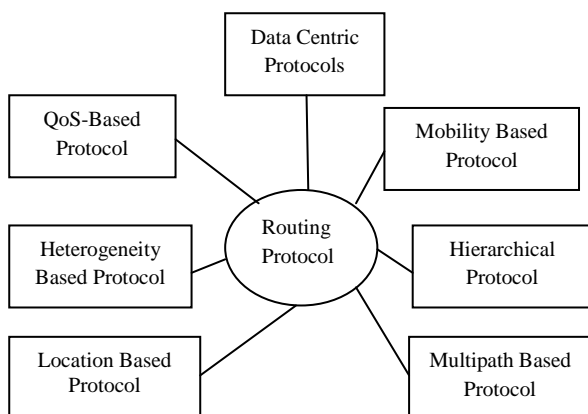 Data Centric
Protocols
QoS-Based
Protocol
Mobility Based
Protocol
Routing
Protocol
Heterogeneity
Based Protocol
Hierarchical
Protocol
Location Based
Protocol
Multipath Based
Protocol